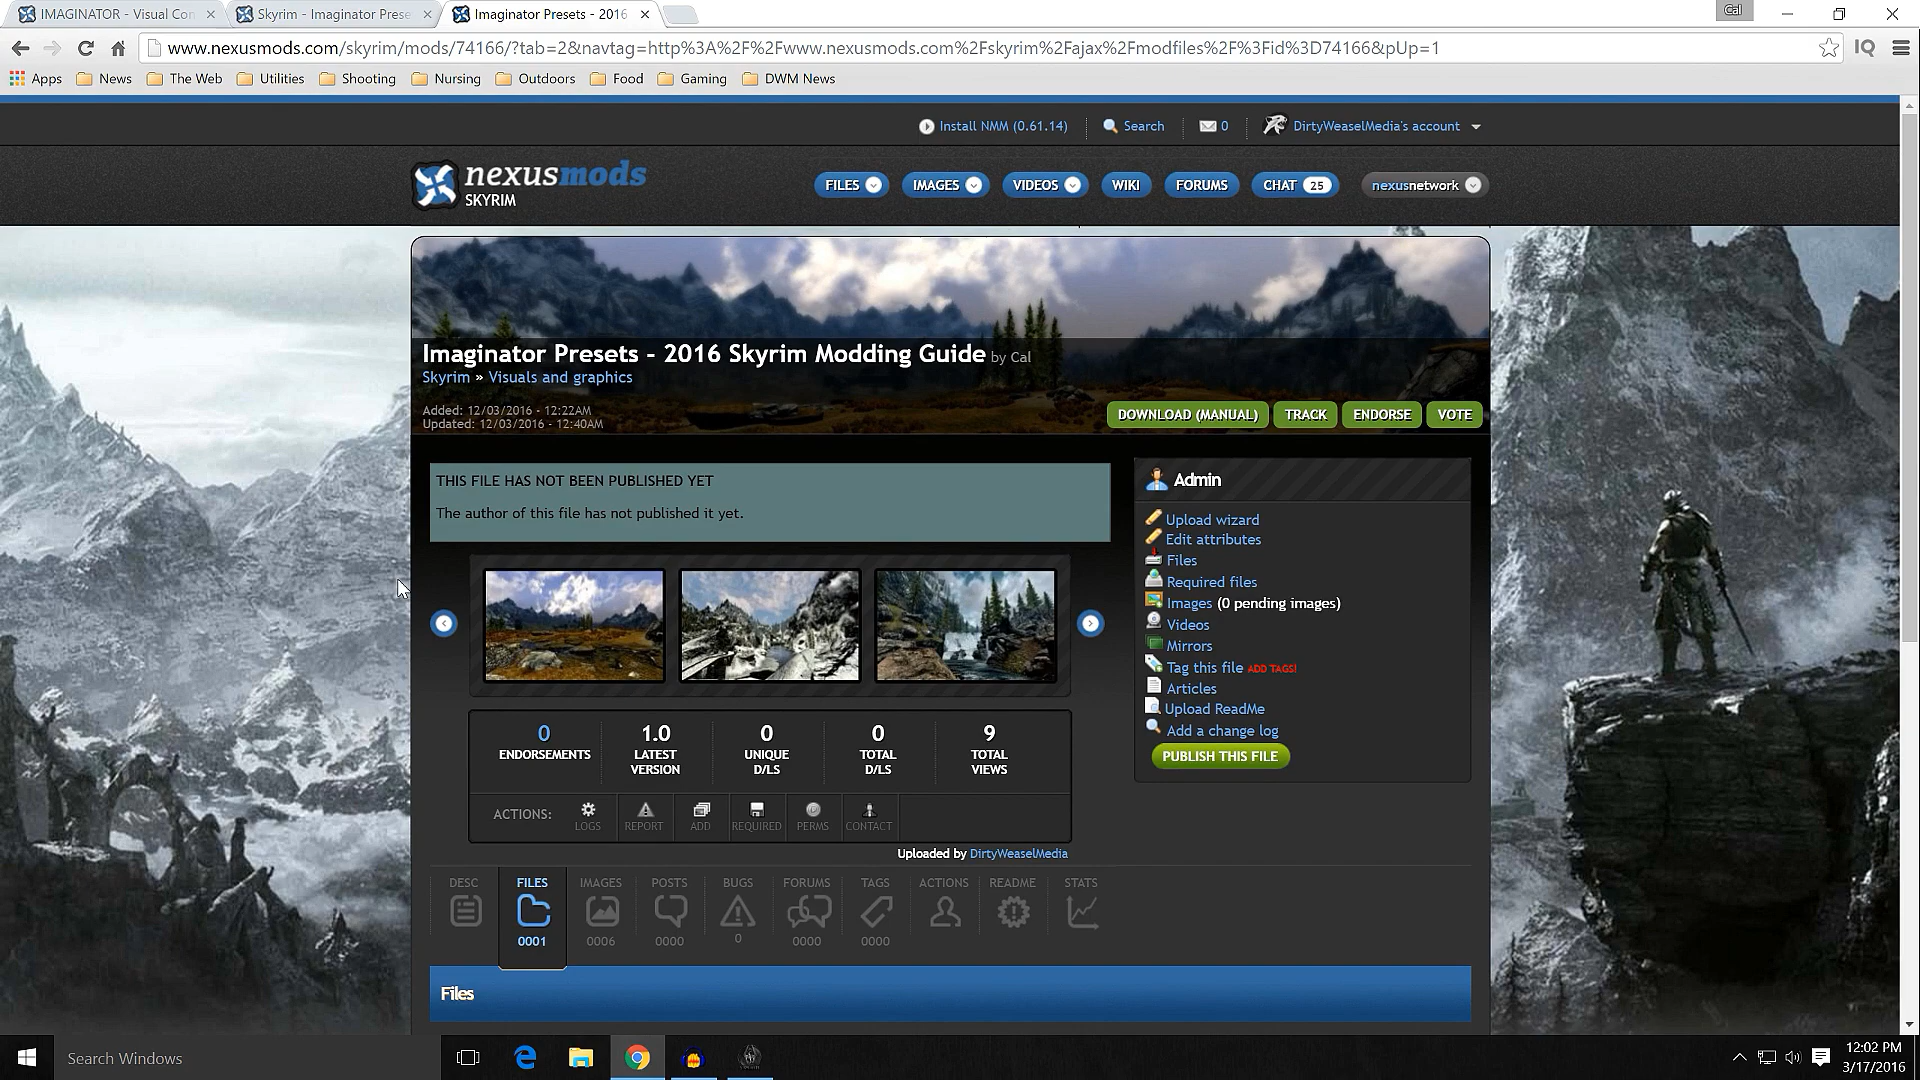 IMAGINATOR - Visual Con
Skyrim - Imaginator Prese
Imaginator Presets - 2016
Cal
www.nexusmods.com/skyrim/mods/74166/?tab=2&navtag=http%3A%2F%2Fwww.nexusmods.com%2Fskyrim%2Fajax%2Fmodfiles%2F%3Fid%3D74166&pUp=1
IQ
Apps News The Web Utilities Shooting Nursing Outdoors Food Gaming DWM News
Install NMM (0.61.14) Search 0 DirtyWeaselMedia's account
nexusmods
SKYRIM
FILES IMAGES VIDEOS WIKI FORUMS CHAT 25 nexusnetwork
Imaginator Presets - 2016 Skyrim Modding Guide by Cal
Skyrim » Visuals and graphics
Added: 12/03/2016 - 12:22AM
Updated: 12/03/2016 - 12:40AM
DOWNLOAD (MANUAL) TRACK ENDORSE VOTE
THIS FILE HAS NOT BEEN PUBLISHED YET
The author of this file has not published it yet.
Admin
Upload wizard
Edit attributes
Files
Required files
Images (0 pending images)
Videos
Mirrors
Tag this file ADD TAGS!
Articles
Upload ReadMe
Add a change log
PUBLISH THIS FILE
0 1.0 0 0 9
ENDORSEMENTS LATEST UNIQUE TOTAL TOTAL
VERSION D/LS D/LS VIEWS
ACTIONS: LOGS REPORT ADD REQUIRED PERMS CONTACT
Uploaded by DirtyWeaselMedia
DESC FILES IMAGES POSTS BUGS FORUMS TAGS ACTIONS README STATS
0001 0006 0000 0 0000 0000
Files
Search Windows
12:02 PM
3/17/2016